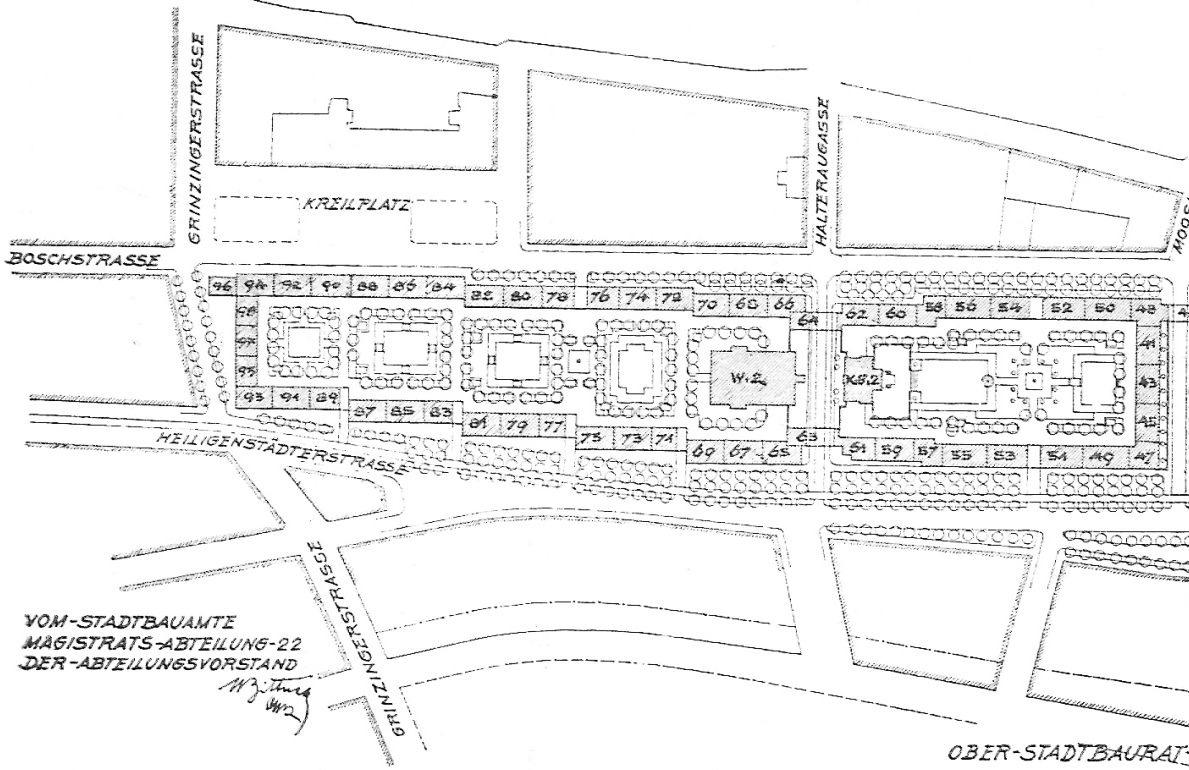 GRINZINGERSTRASSE
HALTERAUGASSE
KREILPLATZ
MOOS
BOSCHSTRASSE
96 94 92 90 88 86 84
82 80 78 76 74 72
70 68 66
64
62 60
58 56 54 52 50 48
41
43
45
W.2
95
93 91 89
87 85 83
81 79 77
75 73 71
69 67 65
63
61 59 57
55 53 51 49 47
HEILIGENSTÄDTERSTRASSE
GRINZINGERSTRASSE
VOM-STADTBAUAMTE
MAGISTRATS-ABTEILUNG-22
DER-ABTEILUNGSVORSTAND
OBER-STADTBAURAT